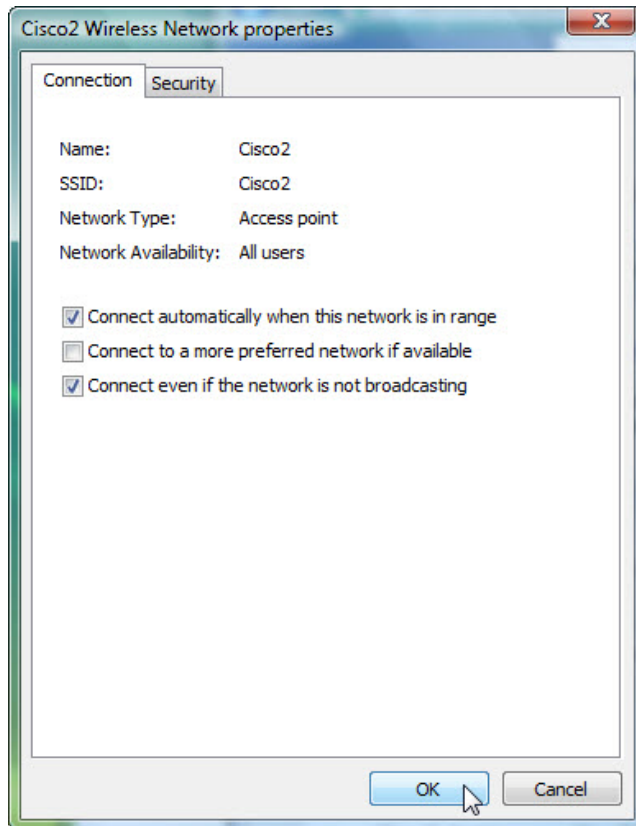 Cisco2 Wireless Network properties
Connection Security
Name: Cisco2
SSID: Cisco2
Network Type: Access point
Network Availability: All users
Connect automatically when this network is in range
Connect to a more preferred network if available
Connect even if the network is not broadcasting
OK Cancel